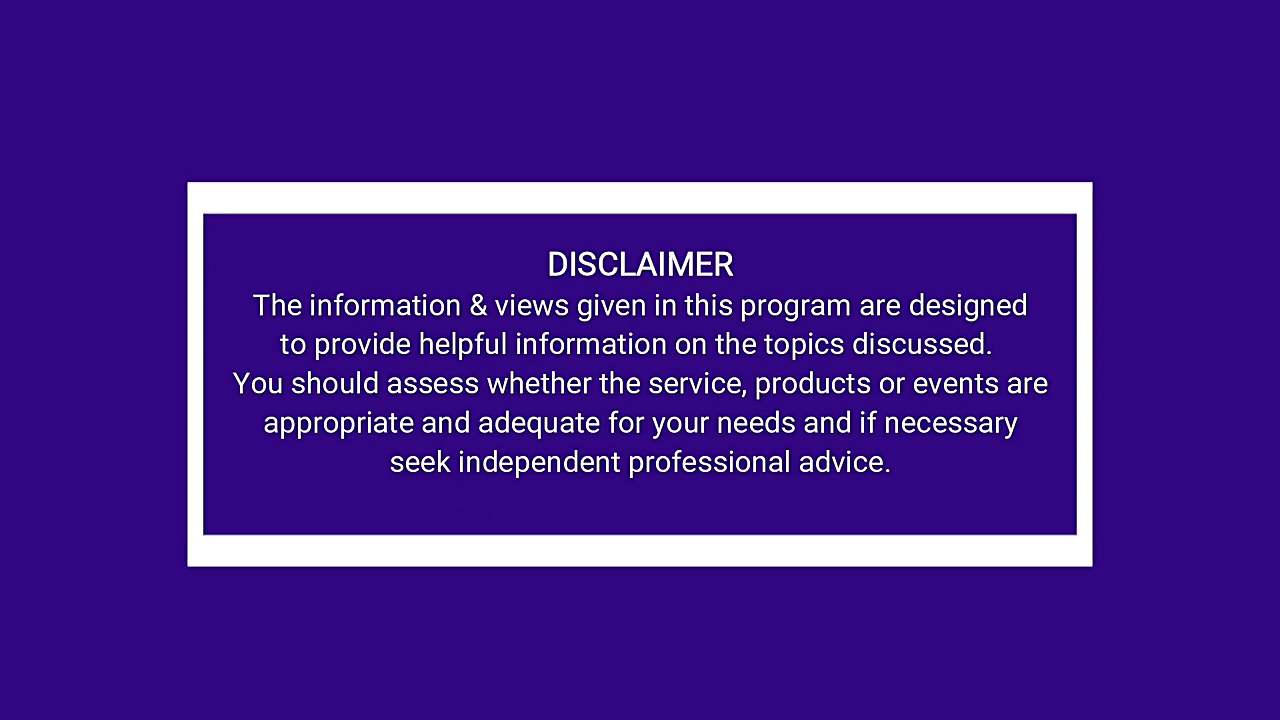 DISCLAIMER
The information & views given in this program are designed
to provide helpful information on the topics discussed.
You should assess whether the service, products or events are
appropriate and adequate for your needs and if necessary
seek independent professional advice.